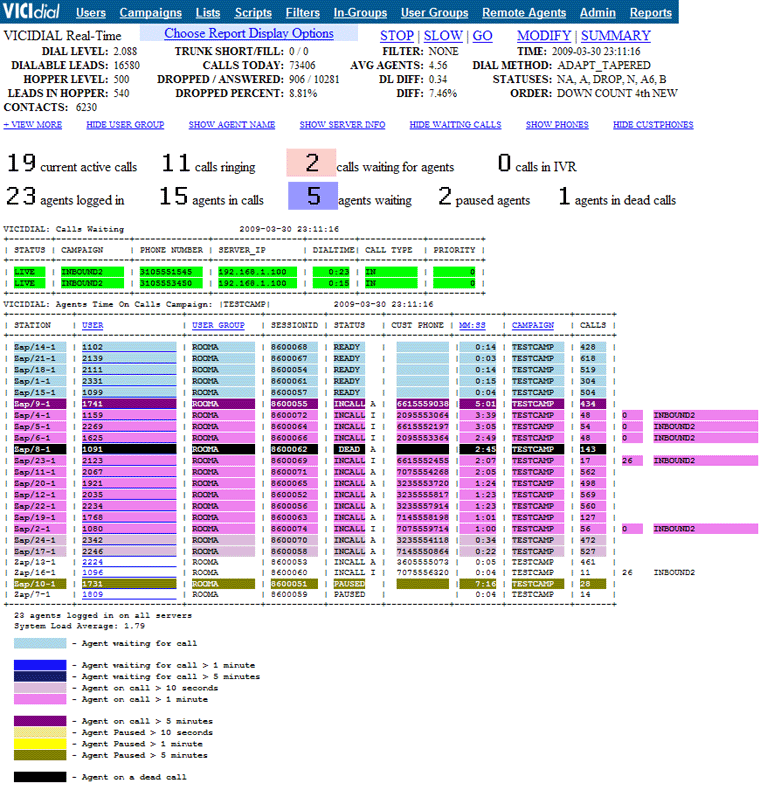 VICIdial Users Campaigns Lists Scripts Filters In-Groups User Groups Remote Agents Admin Reports
VICIDIAL Real-Time Choose Report Display Options STOP | SLOW | GO MODIFY | SUMMARY
DIAL LEVEL: 2.088 TRUNK SHORT/FILL: 0 / 0 FILTER: NONE TIME: 2009-03-30 23:11:16
DIALABLE LEADS: 16580 CALLS TODAY: 73406 AVG AGENTS: 4.56 DIAL METHOD: ADAPT_TAPERED
HOPPER LEVEL: 500 DROPPED / ANSWERED: 906 / 10281 DL DIFF: 0.34 STATUSES: NA, A, DROP, N, A6, B
LEADS IN HOPPER: 540 DROPPED PERCENT: 8.81% DIFF: 7.46% ORDER: DOWN COUNT 4th NEW
CONTACTS: 6230
+ VIEW MORE HIDE USER GROUP SHOW AGENT NAME SHOW SERVER INFO HIDE WAITING CALLS SHOW PHONES HIDE CUSTPHONES
19 current active calls 11 calls ringing 2 calls waiting for agents 0 calls in IVR
23 agents logged in 15 agents in calls 5 agents waiting 2 paused agents 1 agents in dead calls
VICIDIAL: Calls Waiting 2009-03-30 23:11:16
| STATUS | CAMPAIGN | PHONE NUMBER | SERVER_IP | DIALTIME| CALL TYPE | PRIORITY |
| LIVE | INBOUND2 | 3105551545 | 192.168.1.100 | 0:23 | IN | 0 |
| LIVE | INBOUND2 | 3105553450 | 192.168.1.100 | 0:15 | IN | 0 |
VICIDIAL: Agents Time On Calls Campaign: |TESTCAMP| 2009-03-30 23:11:16
| STATION | USER | USER GROUP | SESSIONID | STATUS | CUST PHONE | MM:SS | CAMPAIGN | CALLS |
| Zap/14-1 | 1102 | ROOMA | 8600068 | READY | | 0:14 | TESTCAMP | 428 |
| Zap/21-1 | 2139 | ROOMA | 8600067 | READY | | 0:03 | TESTCAMP | 618 |
| Zap/18-1 | 2111 | ROOMA | 8600054 | READY | | 0:14 | TESTCAMP | 519 |
| Zap/1-1 | 2331 | ROOMA | 8600061 | READY | | 0:15 | TESTCAMP | 304 |
| Zap/15-1 | 1099 | ROOMA | 8600057 | READY | | 0:04 | TESTCAMP | 504 |
| Zap/9-1 | 1741 | ROOMA | 8600055 | INCALL A | 6615559038 | 5:01 | TESTCAMP | 434 |
| Zap/4-1 | 1159 | ROOMA | 8600072 | INCALL I | 2095553064 | 3:39 | TESTCAMP | 48 | 0 INBOUND2
| Zap/5-1 | 2269 | ROOMA | 8600064 | INCALL I | 6615552197 | 3:05 | TESTCAMP | 54 | 0 INBOUND2
| Zap/6-1 | 1625 | ROOMA | 8600066 | INCALL I | 2095553364 | 2:49 | TESTCAMP | 48 | 0 INBOUND2
| Zap/8-1 | 1091 | ROOMA | 8600062 | DEAD A | | 2:45 | TESTCAMP | 143 |
| Zap/23-1 | 2123 | ROOMA | 8600069 | INCALL I | 6615552455 | 2:07 | TESTCAMP | 17 | 26 INBOUND2
| Zap/11-1 | 2067 | ROOMA | 8600071 | INCALL A | 7075554268 | 2:05 | TESTCAMP | 562 |
| Zap/20-1 | 1921 | ROOMA | 8600065 | INCALL A | 3235553720 | 1:24 | TESTCAMP | 498 |
| Zap/12-1 | 2035 | ROOMA | 8600052 | INCALL A | 3235555817 | 1:23 | TESTCAMP | 569 |
| Zap/22-1 | 2234 | ROOMA | 8600056 | INCALL A | 3235557914 | 1:23 | TESTCAMP | 560 |
| Zap/19-1 | 1768 | ROOMA | 8600063 | INCALL A | 7145558198 | 1:01 | TESTCAMP | 127 |
| Zap/2-1 | 1080 | ROOMA | 8600074 | INCALL I | 7075559714 | 1:00 | TESTCAMP | 56 | 0 INBOUND2
| Zap/24-1 | 2342 | ROOMA | 8600070 | INCALL A | 3235554118 | 0:34 | TESTCAMP | 472 |
| Zap/17-1 | 2246 | ROOMA | 8600058 | INCALL A | 7145550864 | 0:22 | TESTCAMP | 527 |
| Zap/13-1 | 2224 | ROOMA | 8600053 | INCALL A | 3605555073 | 0:05 | TESTCAMP | 461 |
| Zap/16-1 | 1096 | ROOMA | 8600060 | INCALL I | 7075556320 | 0:04 | TESTCAMP | 11 | 26 INBOUND2
| Zap/10-1 | 1731 | ROOMA | 8600051 | PAUSED | | 7:16 | TESTCAMP | 28 |
| Zap/7-1 | 1809 | ROOMA | 8600059 | PAUSED | | 0:04 | TESTCAMP | 14 |
23 agents logged in on all servers
System Load Average: 1.79
- Agent waiting for call
- Agent waiting for call > 1 minute
- Agent waiting for call > 5 minutes
- Agent on call > 10 seconds
- Agent on call > 1 minute
- Agent on call > 5 minutes
- Agent Paused > 10 seconds
- Agent Paused > 1 minute
- Agent Paused > 5 minutes
- Agent on a dead call